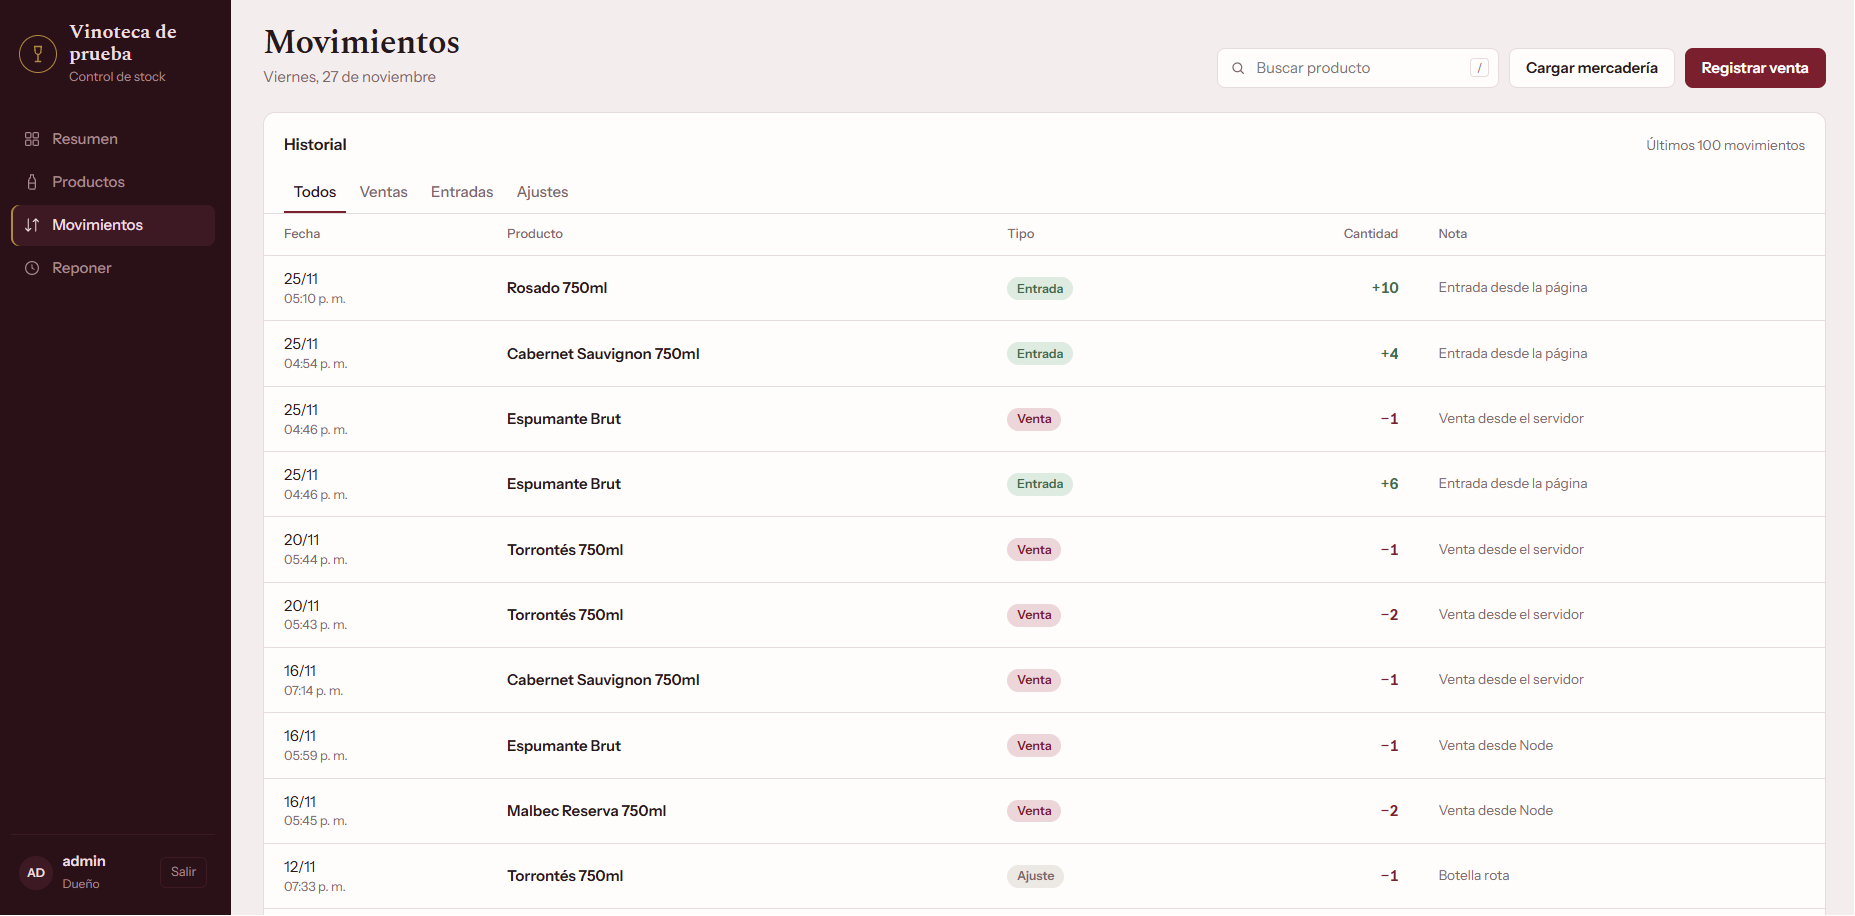 Vinoteca de
prueba
Control de stock
Resumen
Productos
Movimientos
Reponer
AD
admin
Dueño
Salir
Movimientos
Viernes, 27 de noviembre
Buscar producto /
Cargar mercadería
Registrar venta
Historial
Últimos 100 movimientos
Todos Ventas Entradas Ajustes
Fecha Producto Tipo Cantidad Nota
25/11
05:10 p. m.
Rosado 750ml Entrada +10 Entrada desde la página
25/11
04:54 p. m.
Cabernet Sauvignon 750ml Entrada +4 Entrada desde la página
25/11
04:46 p. m.
Espumante Brut Venta −1 Venta desde el servidor
25/11
04:46 p. m.
Espumante Brut Entrada +6 Entrada desde la página
20/11
05:44 p. m.
Torrontés 750ml Venta −1 Venta desde el servidor
20/11
05:43 p. m.
Torrontés 750ml Venta −2 Venta desde el servidor
16/11
07:14 p. m.
Cabernet Sauvignon 750ml Venta −1 Venta desde el servidor
16/11
05:59 p. m.
Espumante Brut Venta −1 Venta desde Node
16/11
05:45 p. m.
Malbec Reserva 750ml Venta −2 Venta desde Node
12/11
07:33 p. m.
Torrontés 750ml Ajuste −1 Botella rota